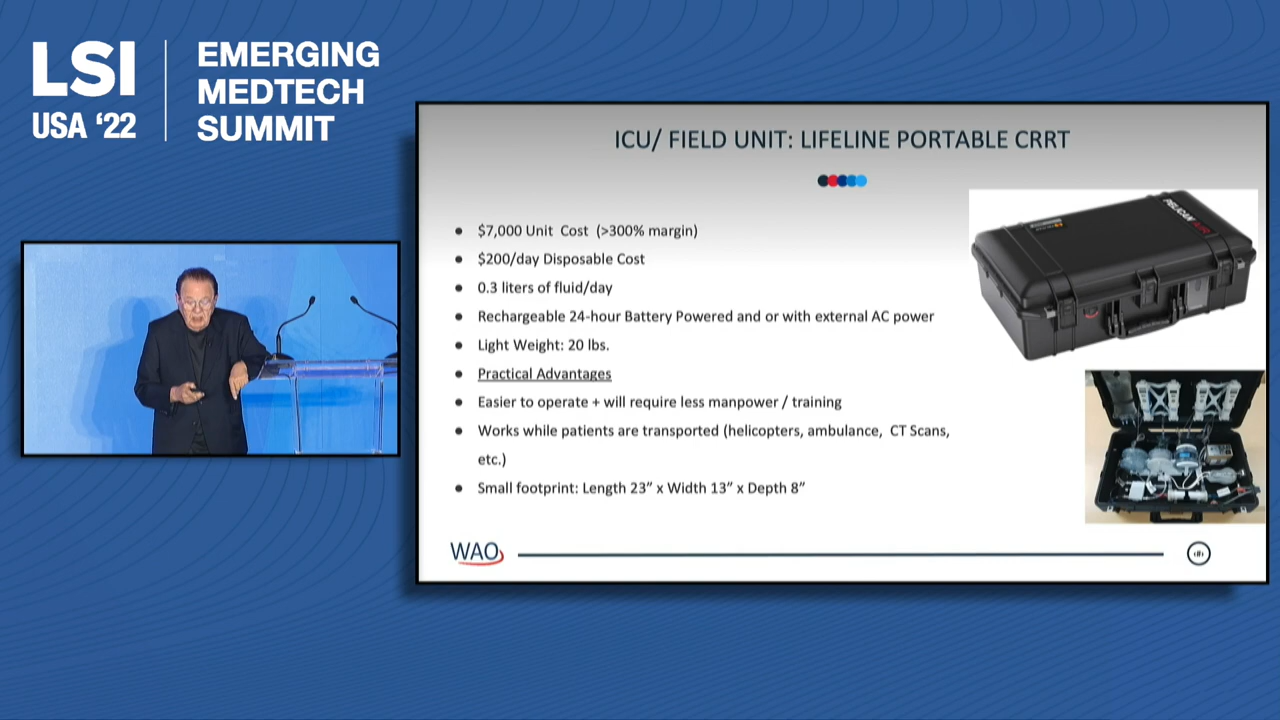 LSI
USA ‘22
EMERGING
MEDTECH
SUMMIT
ICU/ FIELD UNIT: LIFELINE PORTABLE CRRT
● $7,000 Unit Cost (>300% margin)
● $200/day Disposable Cost
● 0.3 liters of fluid/day
● Rechargeable 24-hour Battery Powered and or with external AC power
● Light Weight: 20 lbs.
● Practical Advantages
● Easier to operate + will require less manpower / training
● Works while patients are transported (helicopters, ambulance, CT Scans,
etc.)
● Small footprint: Length 23” x Width 13” x Depth 8”
PELICAN AIR
WAO
‹#›